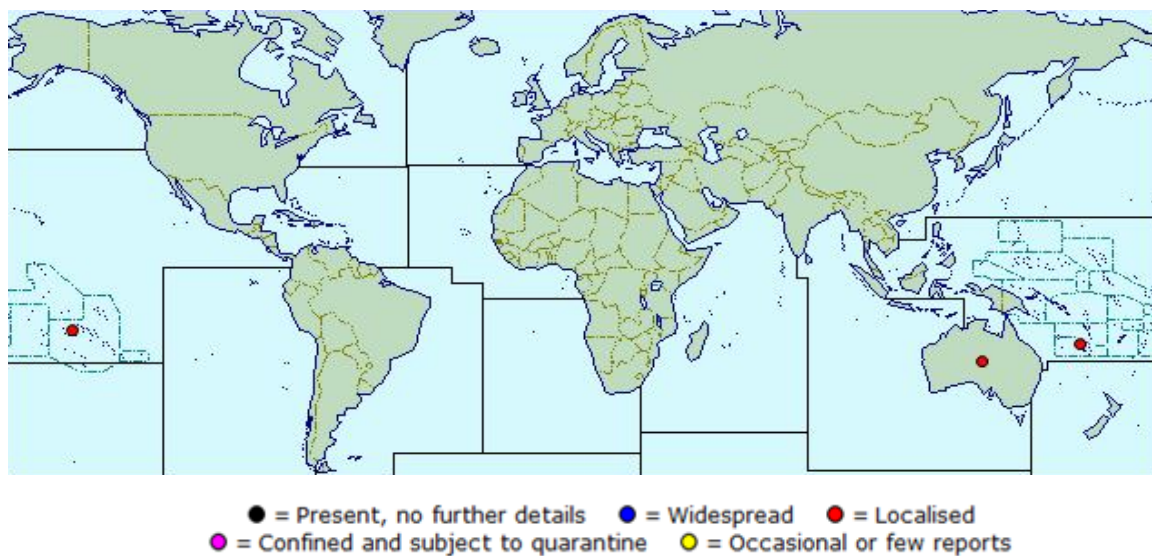 = Present, no further details = Widespread = Localised
= Confined and subject to quarantine = Occasional or few reports